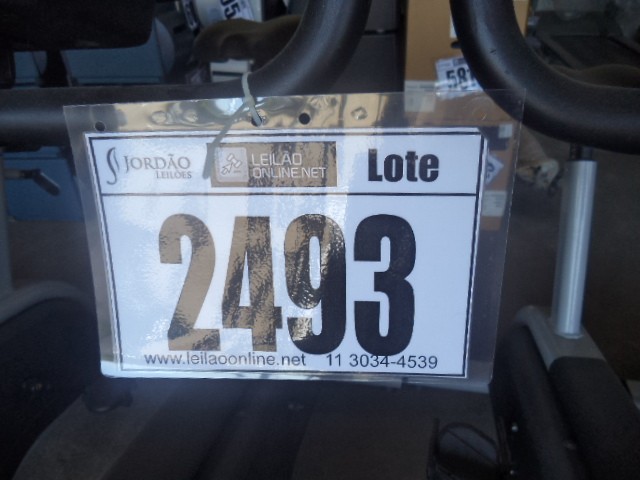 JORDÃO
LEILÕES
LEILÃO
ONLINE.NET
Lote
2493
www.leilaoonline.net 11 3034-4539